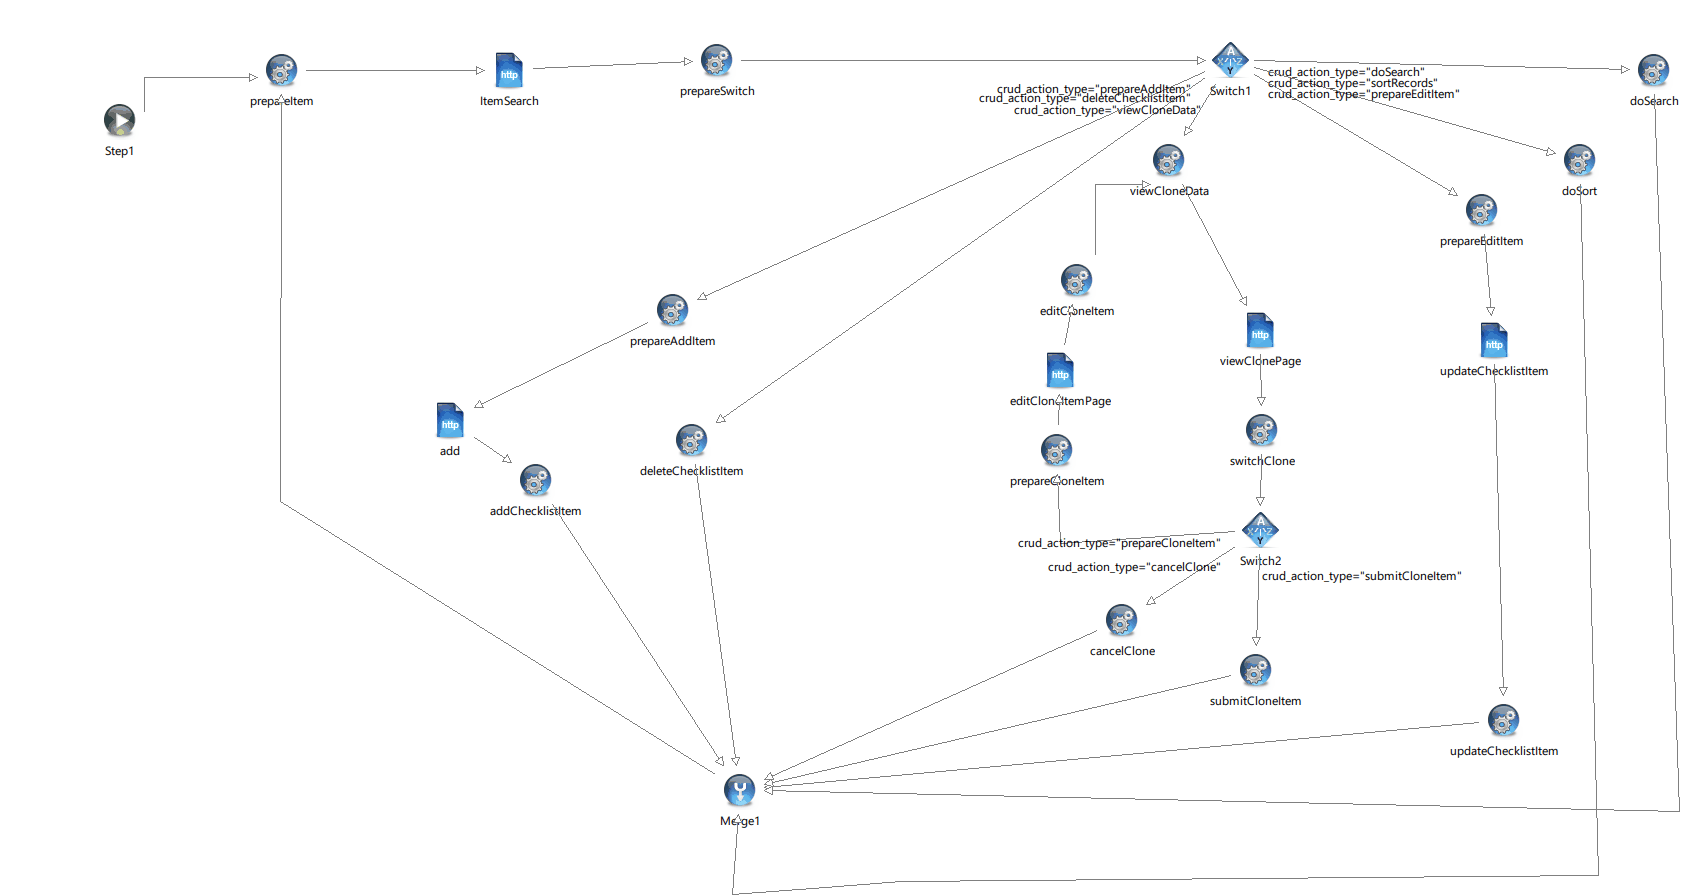 Step1
prepareItem
http
ItemSearch
prepareSwitch
A
X Z
Y
Switch1
crud_action_type="doSearch"
crud_action_type="sortRecords"
crud_action_type="prepareEditItem"
crud_action_type="prepareAddItem"
crud_action_type="deleteChecklistItem"
crud_action_type="viewCloneData"
doSearch
viewCloneData
doSort
prepareEditItem
editCloneItem
prepareAddItem
http
viewClonePage
http
updateChecklistItem
http
editCloneItemPage
http
add
deleteChecklistItem
switchClone
prepareCloneItem
addChecklistItem
A
X Z
Y
Switch2
crud_action_type="prepareCloneItem"
crud_action_type="cancelClone"
crud_action_type="submitCloneItem"
cancelClone
submitCloneItem
updateChecklistItem
Merge1